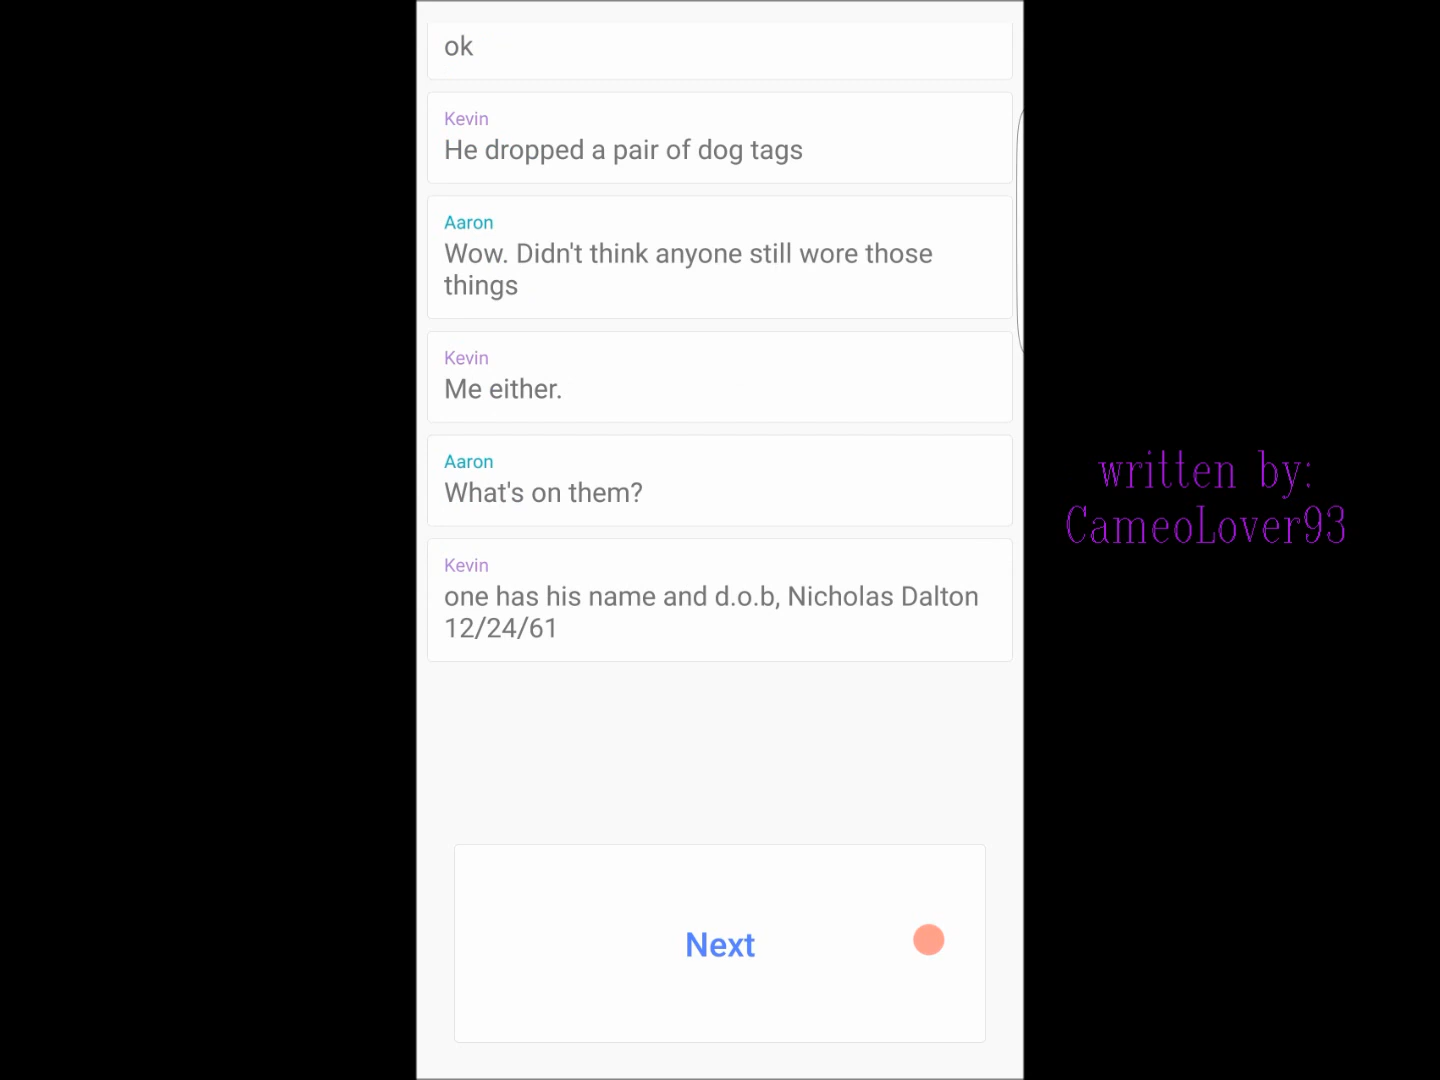 ok
Kevin
He dropped a pair of dog tags
Aaron
Wow. Didn't think anyone still wore those
things
Kevin
Me either.
Aaron
What's on them?
Kevin
one has his name and d.o.b, Nicholas Dalton
12/24/61
Next
written by:
CameoLover93